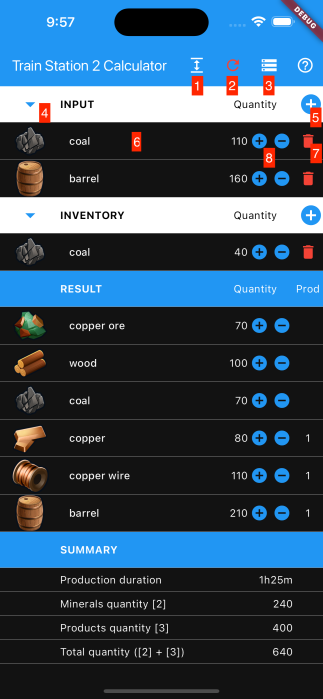 9:57
DEBUG
Train Station 2 Calculator
1 2 3
4 INPUT Quantity
5
coal 6 110
7
8
barrel 160
INVENTORY Quantity
coal 40
RESULT Quantity Prod
copper ore 70
wood 100
coal 70
copper 80 1
copper wire 110 1
barrel 210 1
SUMMARY
Production duration 1h25m
Minerals quantity [2] 240
Products quantity [3] 400
Total quantity ([2] + [3]) 640